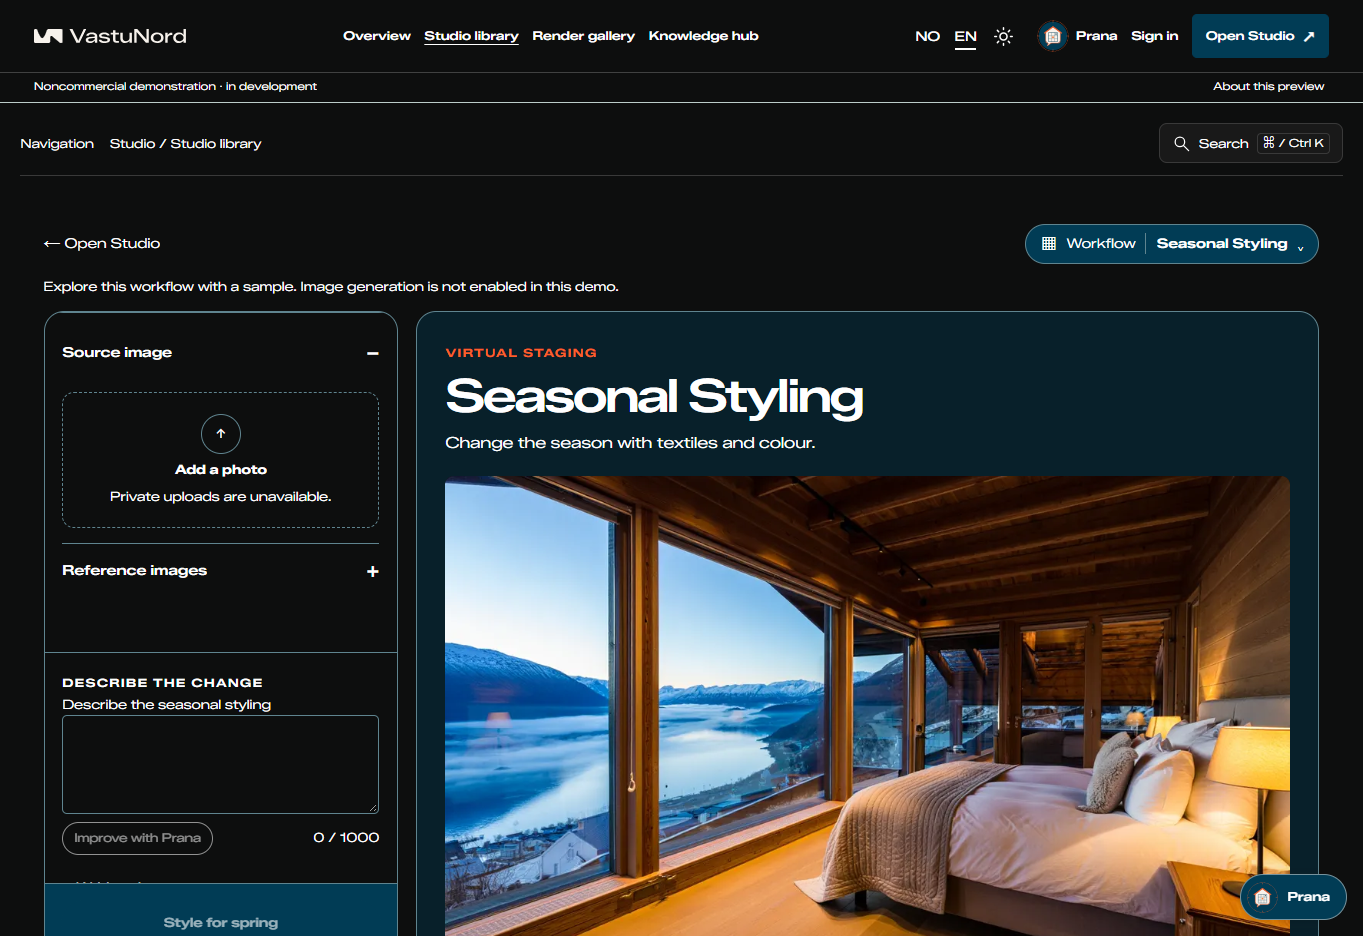 VastuNord
Overview Studio library Render gallery Knowledge hub
NO EN Prana Sign in Open Studio ↗
Noncommercial demonstration · in development
About this preview
Navigation Studio / Studio library
Search ⌘ / Ctrl K
← Open Studio
Workflow Seasonal Styling
Explore this workflow with a sample. Image generation is not enabled in this demo.
Source image
Add a photo
Private uploads are unavailable.
Reference images
DESCRIBE THE CHANGE
Describe the seasonal styling
Improve with Prana 0 / 1000
Style for spring
VIRTUAL STAGING
Seasonal Styling
Change the season with textiles and colour.
Prana